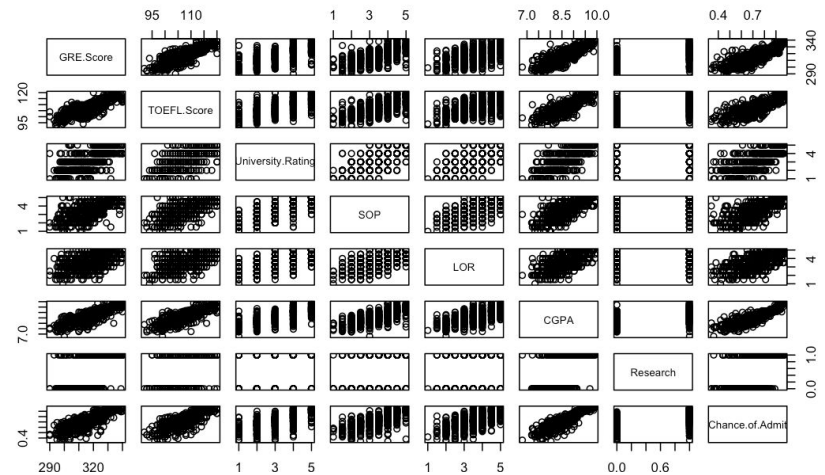 95 110
1 3 5
7.0 8.5 10.0
0.4 0.7
GRE.Score
290 340
95 120
TOEFL.Score
University.Rating
1 4
1 4
SOP
LOR
1 4
7.0
CGPA
Research
0.0 1.0
0.4
Chance.of.Admit
290 320
1 3 5
1 3 5
0.0 0.6